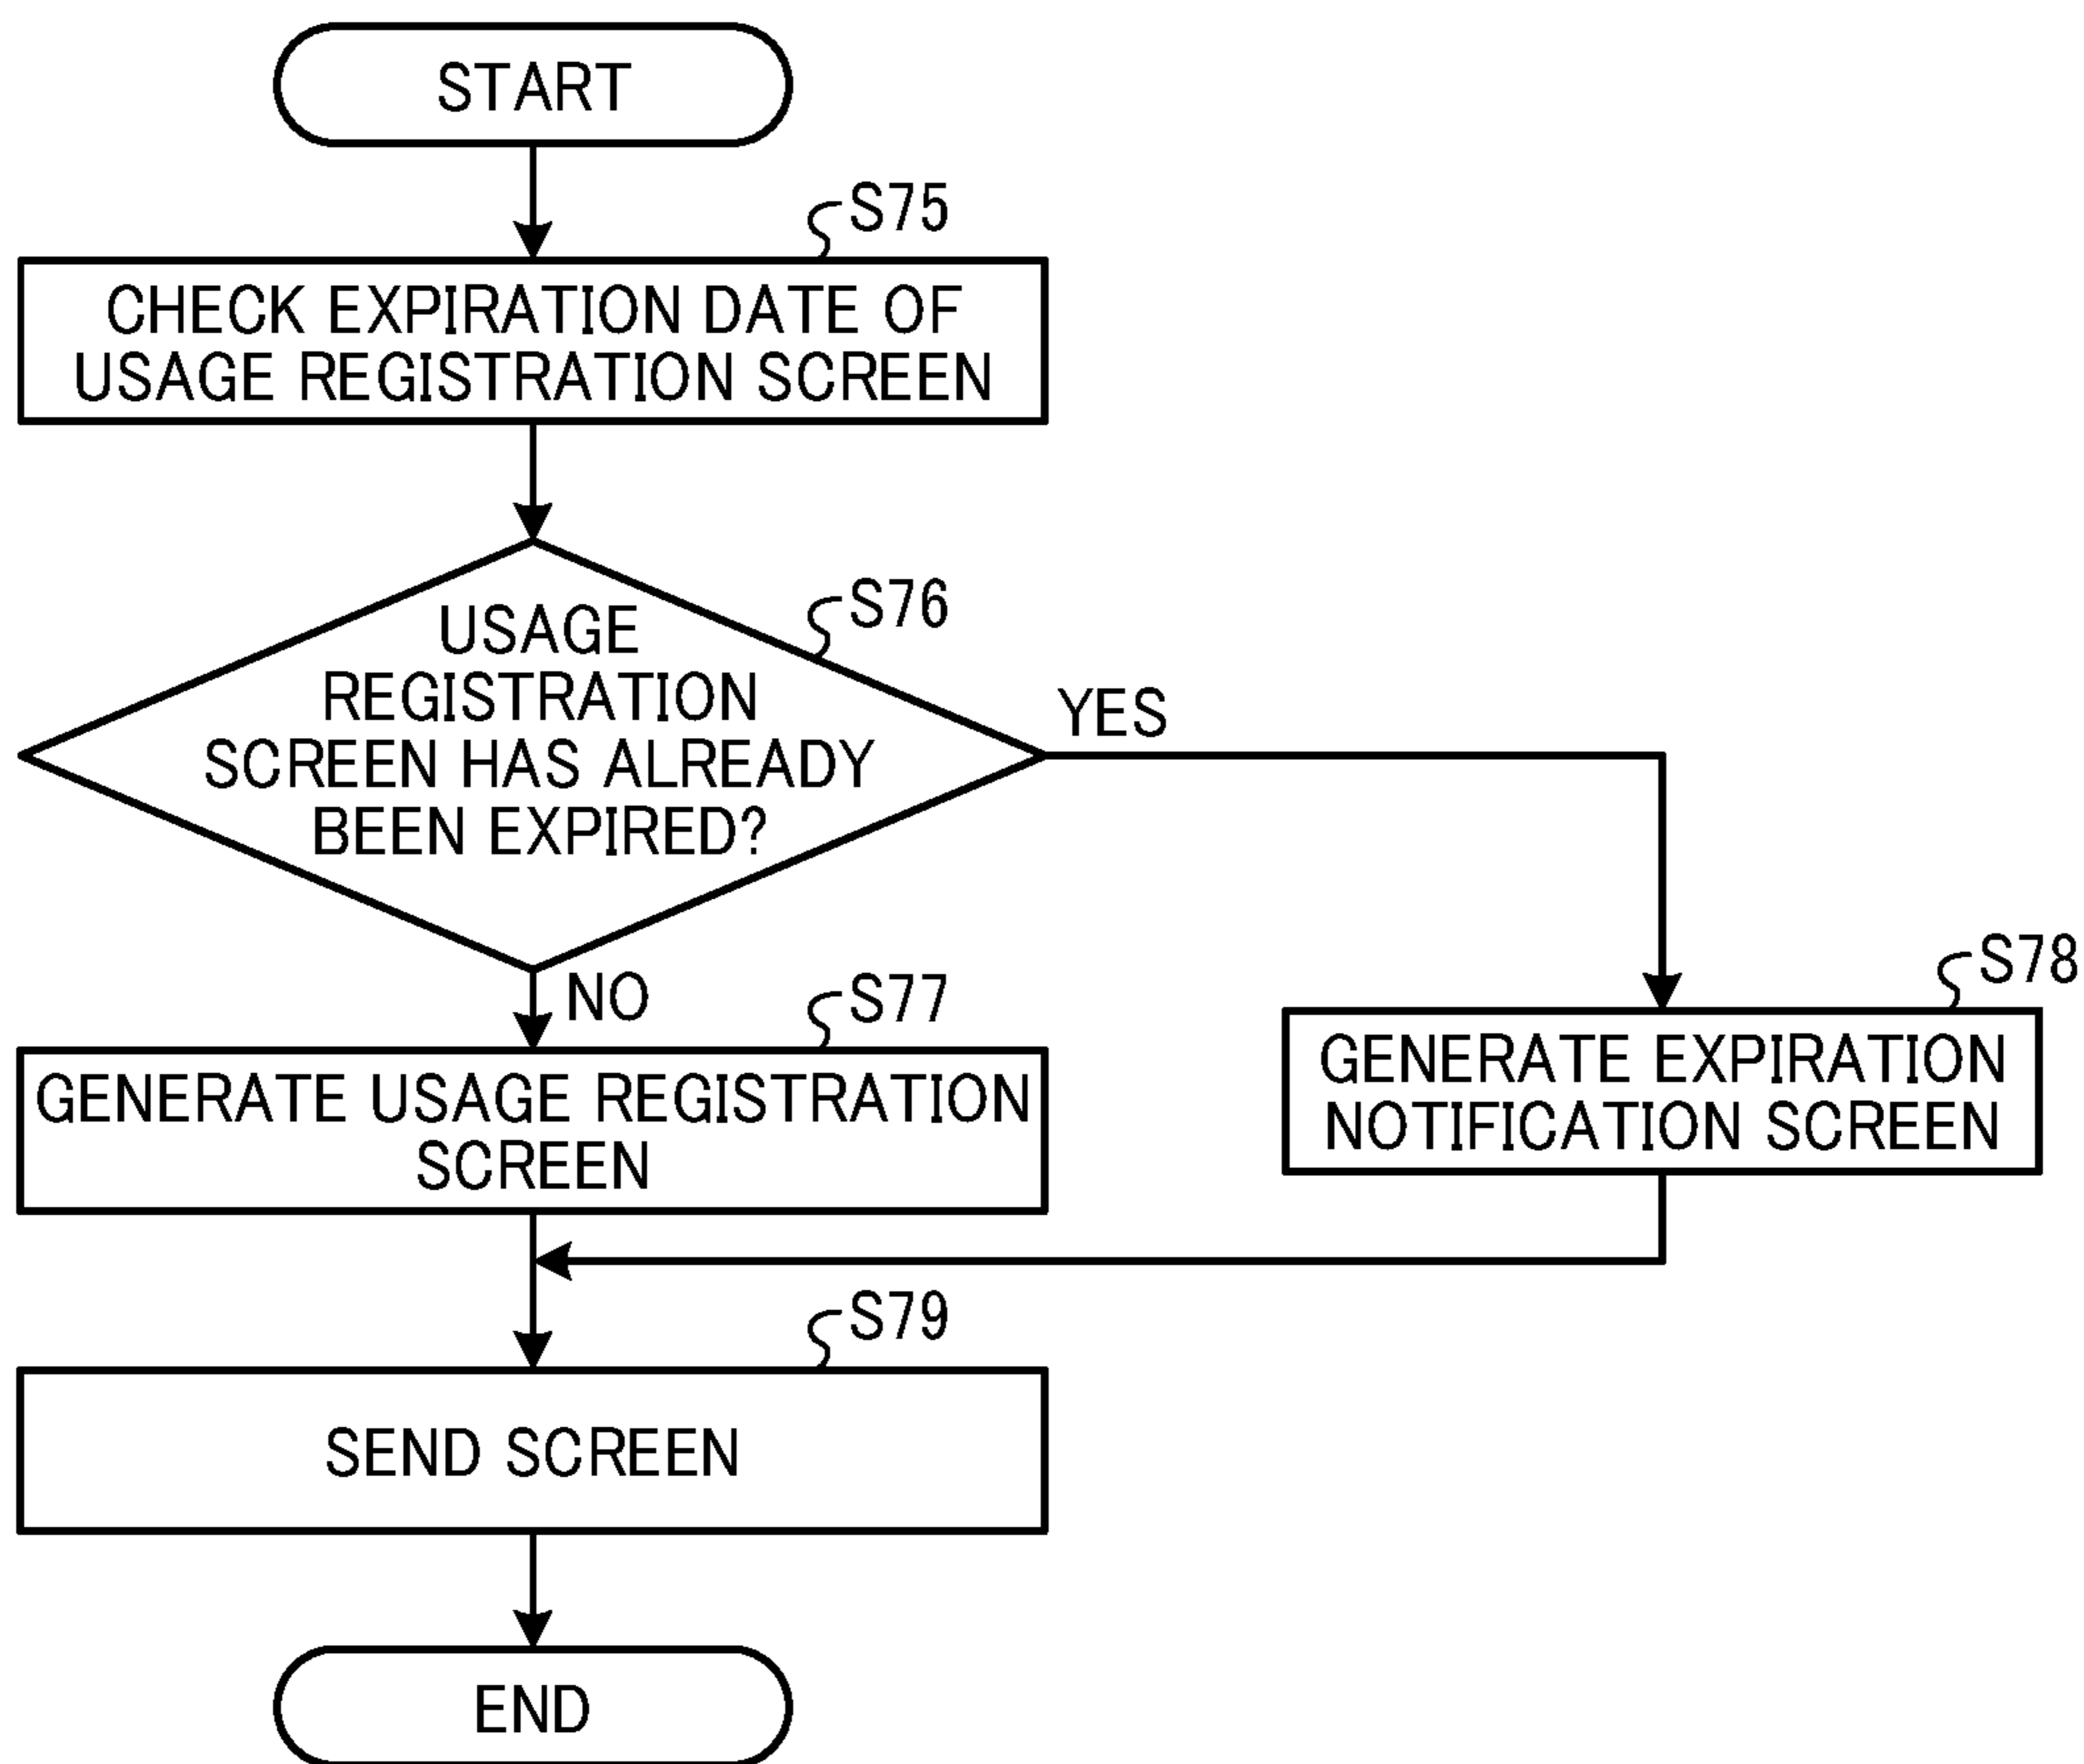 START
S75
CHECK EXPIRATION DATE OF
USAGE REGISTRATION SCREEN
S76
USAGE
REGISTRATION
SCREEN HAS ALREADY
BEEN EXPIRED?
YES
NO
S77
GENERATE USAGE REGISTRATION
SCREEN
S78
GENERATE EXPIRATION
NOTIFICATION SCREEN
S79
SEND SCREEN
END